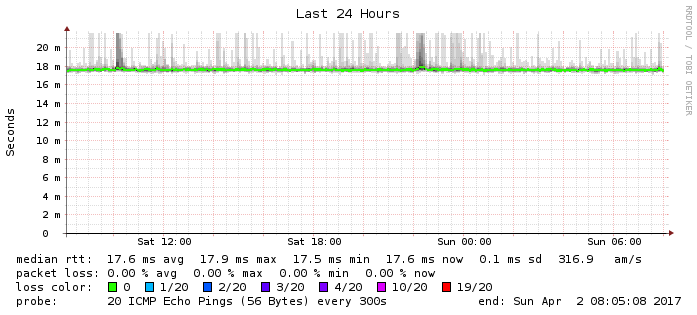 Last 24 Hours
RRDTOOL / TOBI OETIKER
Seconds
20 m
18 m
16 m
14 m
12 m
10 m
8 m
6 m
4 m
2 m
0
Sat 12:00 Sat 18:00 Sun 00:00 Sun 06:00
median rtt: 17.6 ms avg 17.9 ms max 17.5 ms min 17.6 ms now 0.1 ms sd 316.9 am/s
packet loss: 0.00 % avg 0.00 % max 0.00 % min 0.00 % now
loss color: 0 1/20 2/20 3/20 4/20 10/20 19/20
probe: 20 ICMP Echo Pings (56 Bytes) every 300s end: Sun Apr 2 08:05:08 2017